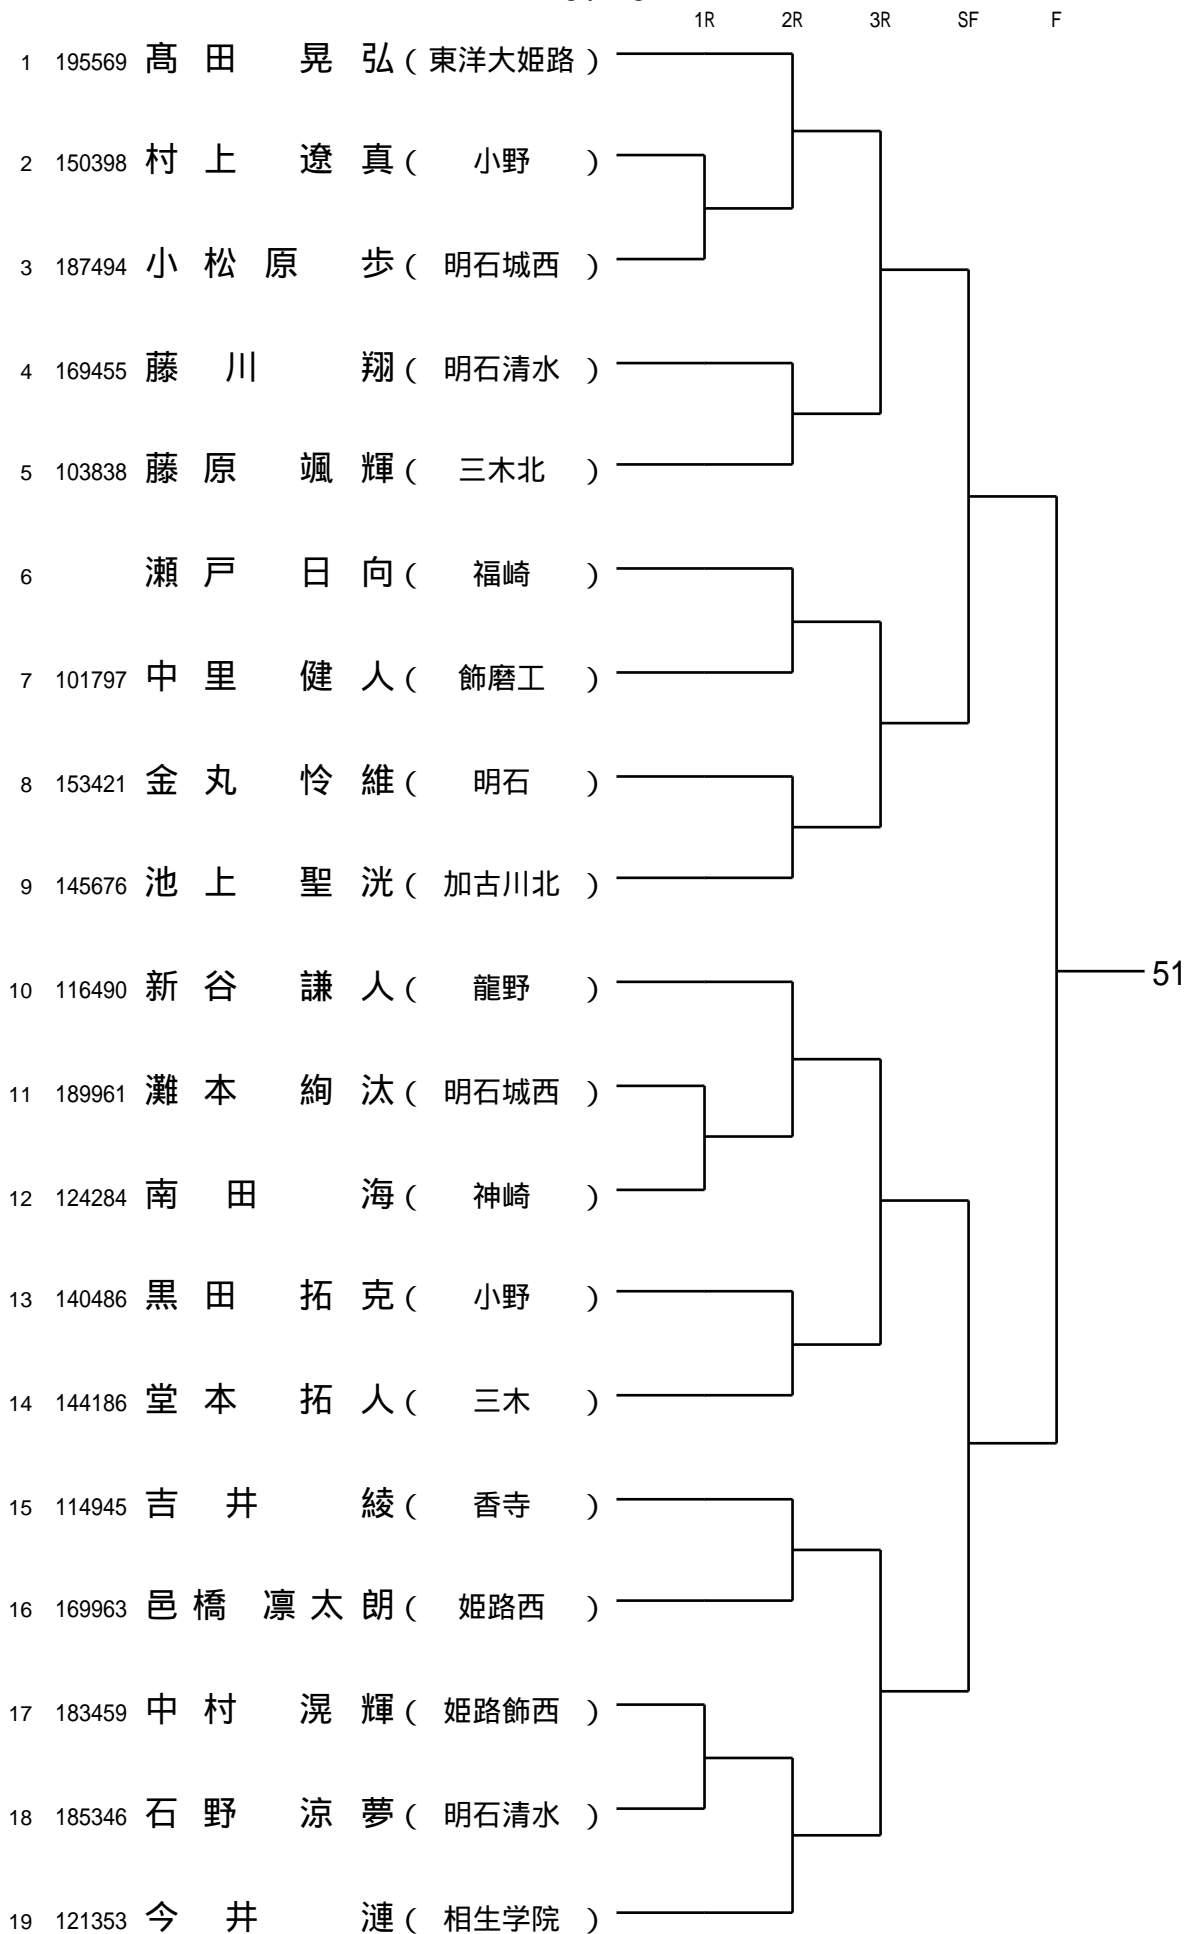 1R 2R 3R SF F
1 195569 髙田 晃弘 ( 東洋大姫路 )
2 150398 村上 遼真 ( 小野 )
3 187494 小松原 歩 ( 明石城西 )
4 169455 藤川 翔 ( 明石清水 )
5 103838 藤原 颯輝 ( 三木北 )
6 瀬戸 日向 ( 福崎 )
7 101797 中里 健人 ( 飾磨工 )
8 153421 金丸 怜維 ( 明石 )
9 145676 池上 聖洸 ( 加古川北 )
51
10 116490 新谷 謙人 ( 龍野 )
11 189961 灘本 絢汰 ( 明石城西 )
12 124284 南田 海 ( 神崎 )
13 140486 黒田 拓克 ( 小野 )
14 144186 堂本 拓人 ( 三木 )
15 114945 吉井 綾 ( 香寺 )
16 169963 邑橋 凛太朗 ( 姫路西 )
17 183459 中村 滉輝 ( 姫路飾西 )
18 185346 石野 涼夢 ( 明石清水 )
19 121353 今井 漣 ( 相生学院 )